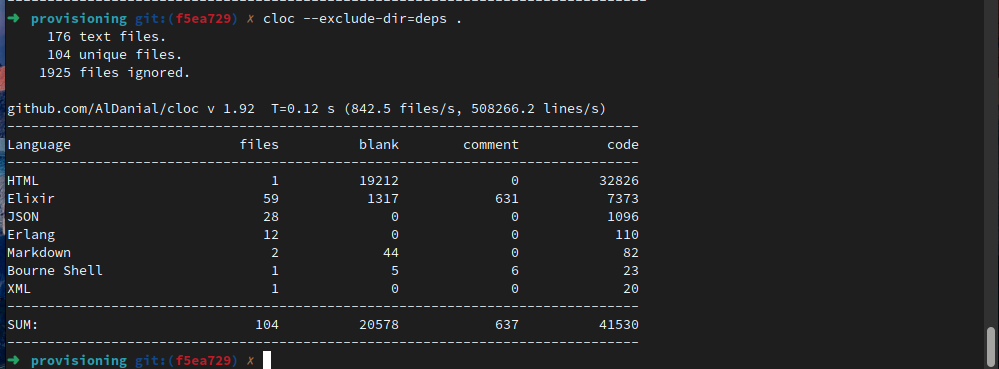 ➜  provisioning git:(f5ea729) ✗ cloc --exclude-dir=deps .
     176 text files.
     104 unique files.
    1925 files ignored.

github.com/AlDanial/cloc v 1.92  T=0.12 s (842.5 files/s, 508266.2 lines/s)
-------------------------------------------------------------------------------
Language                     files          blank        comment           code
-------------------------------------------------------------------------------
HTML                             1          19212              0          32826
Elixir                          59           1317            631           7373
JSON                            28              0              0           1096
Erlang                          12              0              0            110
Markdown                         2             44              0             82
Bourne Shell                     1              5              6             23
XML                              1              0              0             20
-------------------------------------------------------------------------------
SUM:                           104          20578            637          41530
-------------------------------------------------------------------------------
➜  provisioning git:(f5ea729) ✗